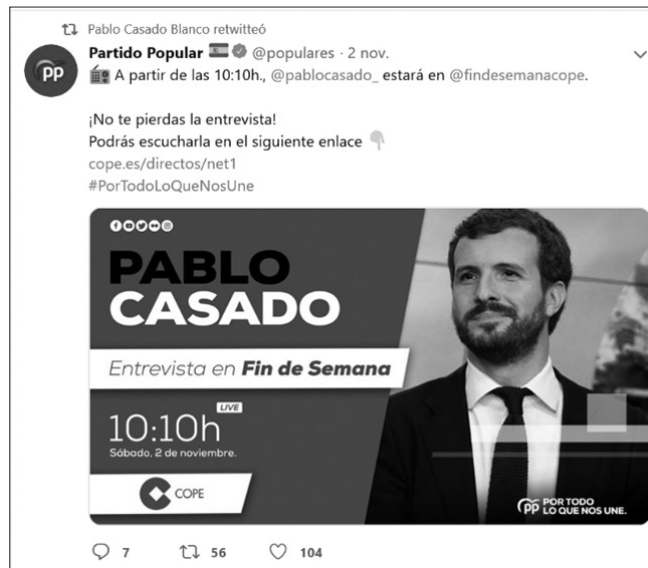 Pablo Casado Blanco retwitteó
Partido Popular @populares · 2 nov.
A partir de las 10:10h., @pablocasado_ estará en @findesemanacope.
¡No te pierdas la entrevista!
Podrás escucharla en el siguiente enlace
cope.es/directos/net1
#PorTodoLoQueNosUne
PABLO
CASADO
Entrevista en Fin de Semana
LIVE
10:10h
Sábado, 2 de noviembre.
COPE
PP POR TODO
LO QUE NOS UNE.
7 56 104